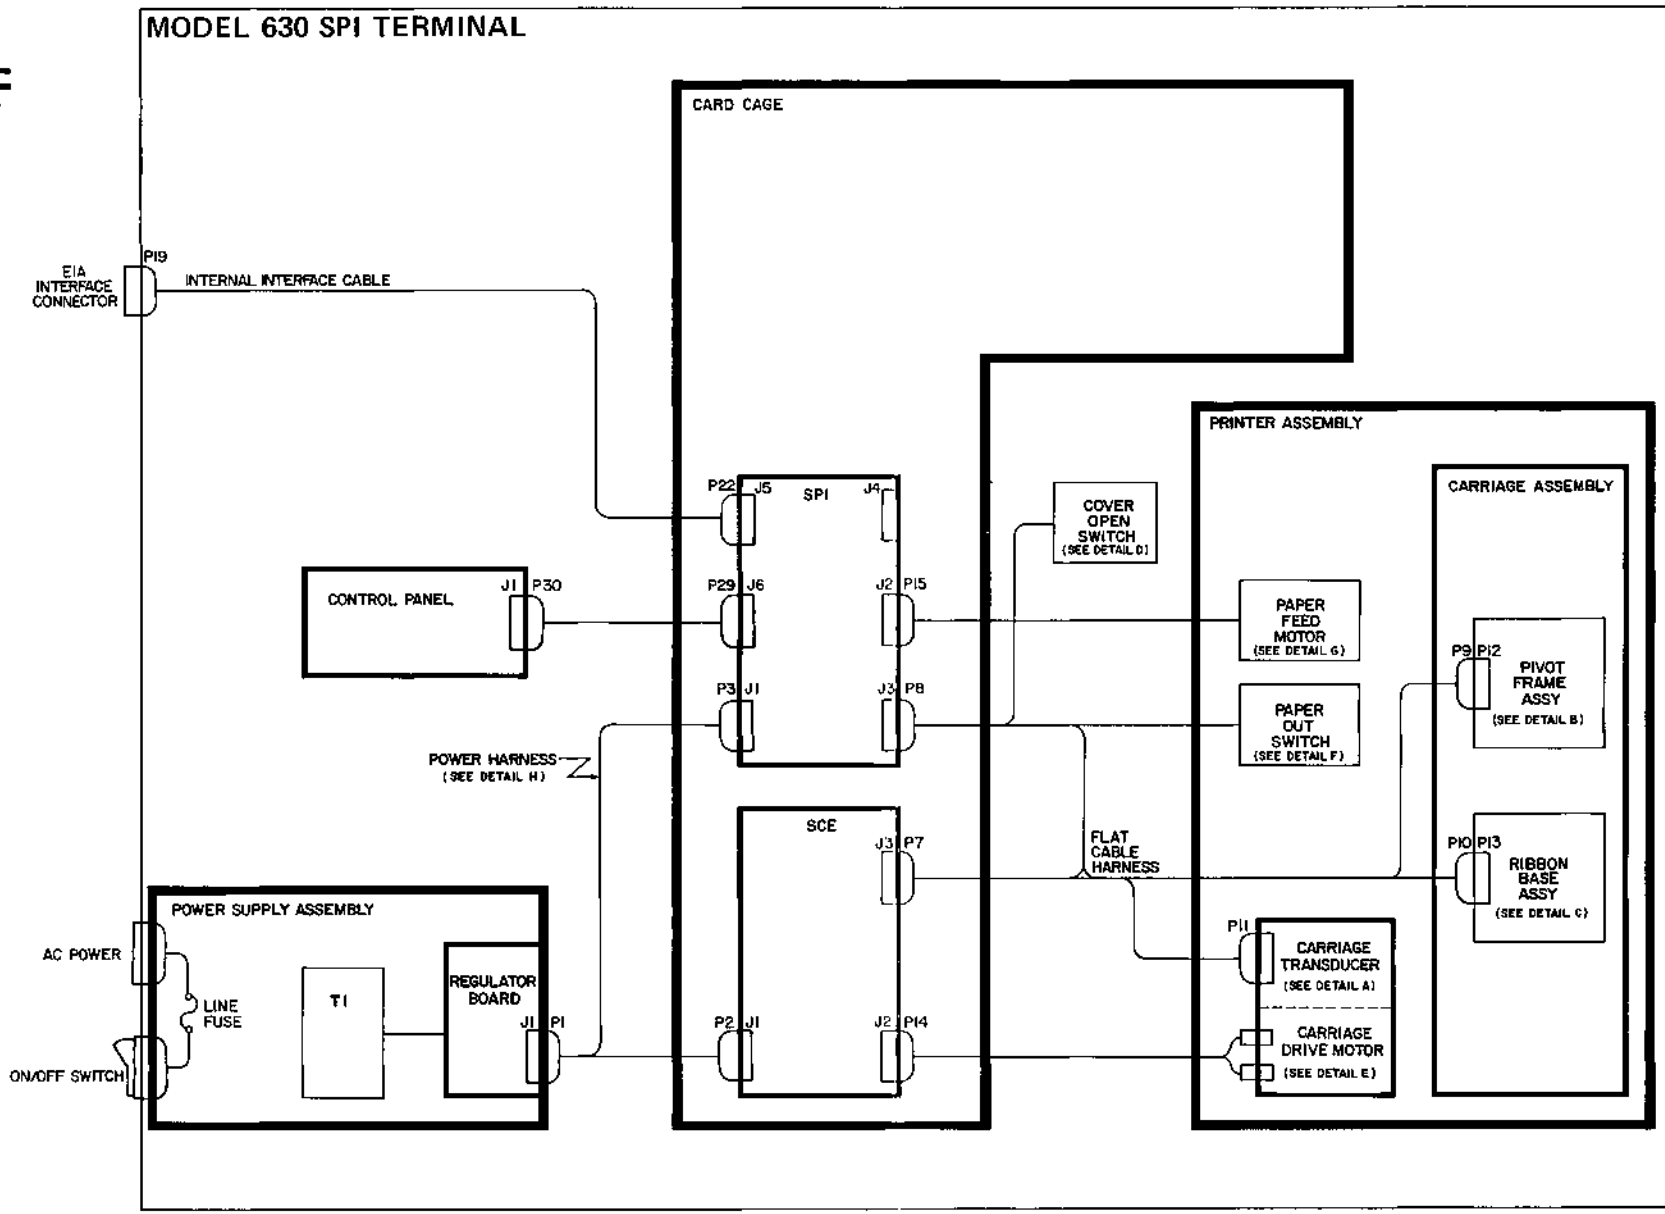 MODEL 630 SPI TERMINAL
CARD CAGE
P19
EIA
INTERFACE
CONNECTOR
INTERNAL INTERFACE CABLE
PRINTER ASSEMBLY
CARRIAGE ASSEMBLY
P22 J5
SPI
J4
COVER
OPEN
SWITCH
(SEE DETAIL D)
CONTROL PANEL
J1 P30
P29 J6
J2 P15
PAPER
FEED
MOTOR
(SEE DETAIL G)
P9 P12
PIVOT
FRAME
ASSY
(SEE DETAIL B)
P3 J1
J3 P8
PAPER
OUT
SWITCH
(SEE DETAIL F)
POWER HARNESS
(SEE DETAIL H)
SCE
J3 P7
FLAT
CABLE
HARNESS
P10 P13
RIBBON
BASE
ASSY
(SEE DETAIL C)
POWER SUPPLY ASSEMBLY
AC POWER
LINE
FUSE
T1
REGULATOR
BOARD
J1 P1
ON/OFF SWITCH
P2 J1
J2 P14
P11
CARRIAGE
TRANSDUCER
(SEE DETAIL A)
CARRIAGE
DRIVE MOTOR
(SEE DETAIL E)